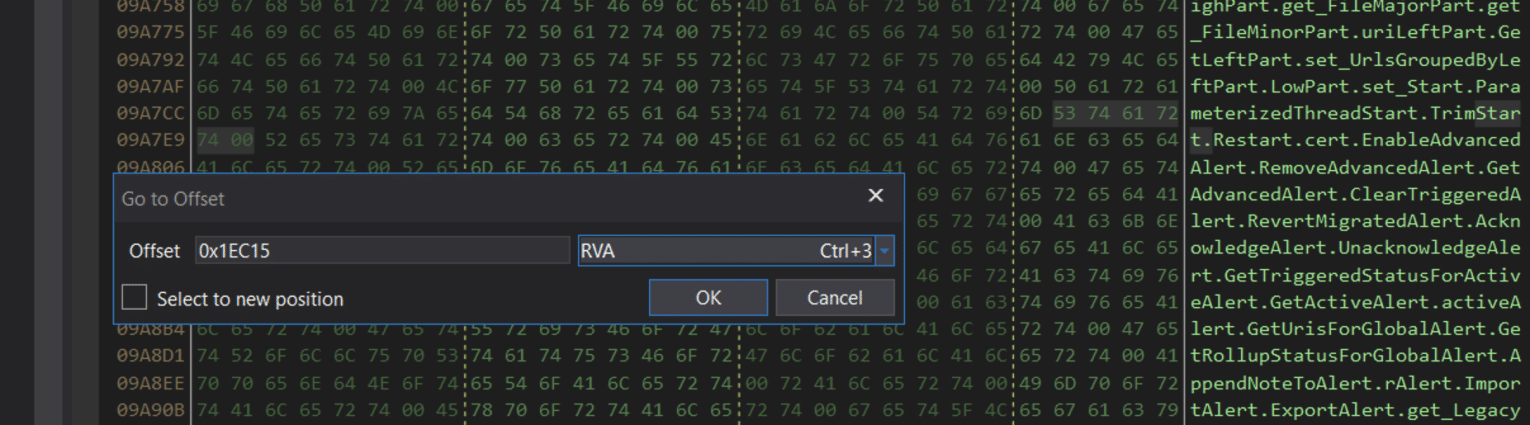 09A758 69 67 68 50 61 72 74 00 67 65 74 5F 46 69 6C 65 4D 61 6A 6F 72 50 61 72 74 00 67 65 74 ighPart.get_FileMajorPart.get
09A775 5F 46 69 6C 65 4D 69 6E 6F 72 50 61 72 74 00 75 72 69 4C 65 66 74 50 61 72 74 00 47 65 _FileMinorPart.uriLeftPart.Ge
09A792 74 4C 65 66 74 50 61 72 74 00 73 65 74 5F 55 72 6C 73 47 72 6F 75 70 65 64 42 79 4C 65 tLeftPart.set_UrlsGroupedByLe
09A7AF 66 74 50 61 72 74 00 4C 6F 77 50 61 72 74 00 73 65 74 5F 53 74 61 72 74 00 50 61 72 61 ftPart.LowPart.set_Start.Para
09A7CC 6D 65 74 65 72 69 7A 65 64 54 68 72 65 61 64 53 74 61 72 74 00 54 72 69 6D 53 74 61 72 meterizedThreadStart.TrimStar
09A7E9 74 00 52 65 73 74 61 72 74 00 63 65 72 74 00 45 6E 61 62 6C 65 41 64 76 61 6E 63 65 64 t.Restart.cert.EnableAdvanced
09A806 41 6C 65 72 74 00 52 65 6D 6F 76 65 41 64 76 61 6E 63 65 64 41 6C 65 72 74 00 47 65 74 Alert.RemoveAdvancedAlert.Get
69 67 67 65 72 65 64 41 AdvancedAlert.ClearTriggeredA
Go to Offset
65 72 74 00 41 63 6B 6E lert.RevertMigratedAlert.Ackn
Offset 0x1EC15 RVA Ctrl+3
6C 65 64 67 65 41 6C 65 owledgeAlert.UnacknowledgeAle
46 6F 72 41 63 74 69 76 rt.GetTriggeredStatusForActiv
Select to new position OK Cancel
00 61 63 74 69 76 65 41 eAlert.GetActiveAlert.activeA
09A8B4 6C 65 72 74 00 47 65 74 55 72 69 73 46 6F 72 47 6C 6F 62 61 6C 41 6C 65 72 74 00 47 65 lert.GetUrisForGlobalAlert.Ge
09A8D1 74 52 6F 6C 6C 75 70 53 74 61 74 75 73 46 6F 72 47 6C 6F 62 61 6C 41 6C 65 72 74 00 41 tRollupStatusForGlobalAlert.A
09A8EE 70 70 65 6E 64 4E 6F 74 65 54 6F 41 6C 65 72 74 00 72 41 6C 65 72 74 00 49 6D 70 6F 72 ppendNoteToAlert.rAlert.Impor
09A90B 74 41 6C 65 72 74 00 45 78 70 6F 72 74 41 6C 65 72 74 00 67 65 74 5F 4C 65 67 61 63 79 tAlert.ExportAlert.get_Legacy